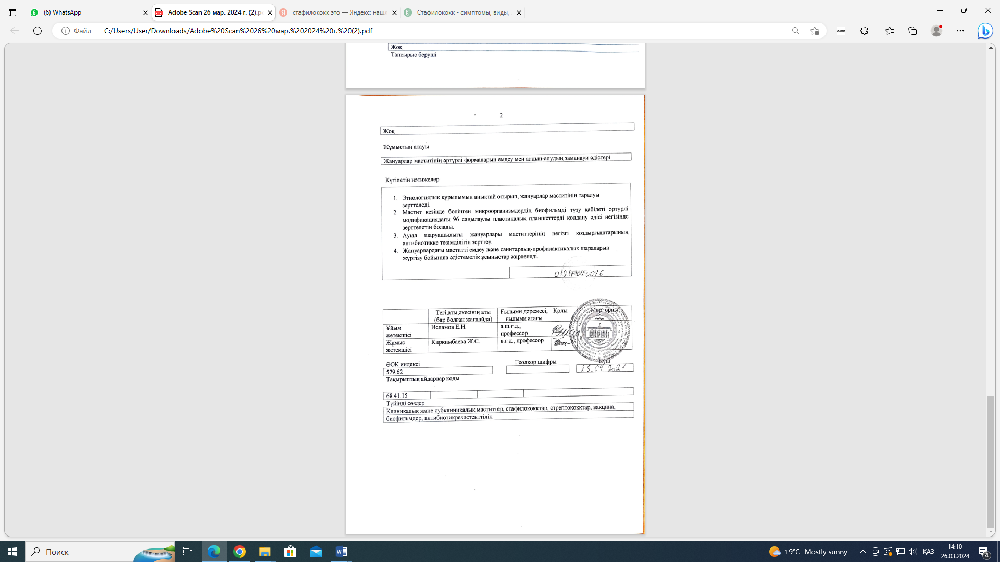 (6) WhatsApp
Adobe Scan 26 мар. 2024 г. (2).p
стафилококк это — Яндекс: наш
Стафилококк - симптомы, виды,
Файл
C:/Users/User/Downloads/Adobe%20Scan%2026%20мар.%202024%20г.%20(2).pdf
AERO
Жоқ
Тапсырыс беруші
2
Жоқ
Жұмыстың атауы
Жануарлар маститінің әртүрлі формаларын емдеу мен алдын-алудың заманауи әдістері
Күтілетін нәтижелер
1. Этиологиялық құрылымын анықтай отырып, жануарлар маститінің таралуы
зерттеледі.
2. Мастит кезінде бөлінген микроорганизмдердің биофильмді түзу қабілеті әртүрлі
модификациядағы 96 саңылаулы пластикалық планшеттерді қолдану әдісі негізінде
зерттелетін болады.
3. Ауыл шаруашылығы жануарлары маститтерінің негізгі қоздырғыштарының
антибиотикке төзімділігін зерттеу.
4. Жануарлардағы маститті емдеу және санитарлық-профилактикалық шараларын
жүргізу бойынша әдістемелік ұсыныстар әзірленеді.
Тегі,аты,әкесінің аты
(бар болған жағдайда)
Ғылыми дәрежесі,
ғылыми атағы
Қолы
Мөр орны
Ұйым
жетекшісі
Исламов Е.И.
а.ш.ғ.д.,
профессор
Жұмыс
жетекшісі
Киркимбаева Ж.С.
в.ғ.д., профессор
ӘОК индексі
Геолқор шифры
Күні
579.62
23.04.2021
Тақырыптық айдарлар коды
68.41.15
Түйінді сөздер
Клиникалық және субклиникалық маститтер, стафилококктар, стрептококктар, вакцина,
биофильмдер, антибиотикрезистенттілік.
Поиск
19°C Mostly sunny
ҚАЗ
14:10
26.03.2024
4